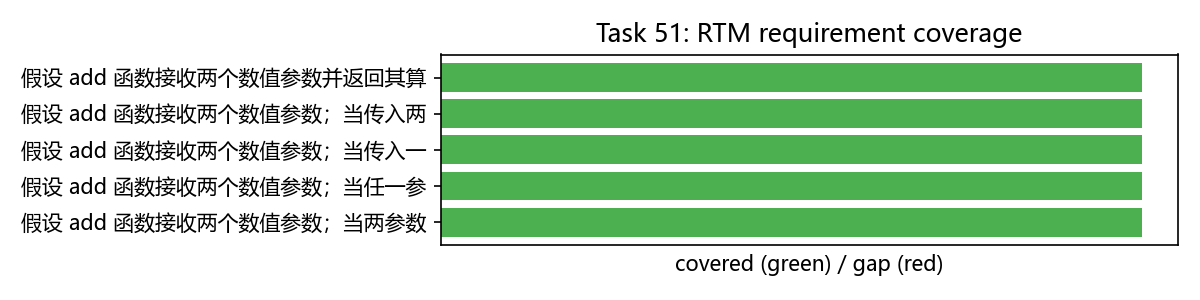 Task 51: RTM requirement coverage
假设 add 函数接收两个数值参数并返回其算
假设 add 函数接收两个数值参数；当传入两
假设 add 函数接收两个数值参数；当传入一
假设 add 函数接收两个数值参数；当任一参
假设 add 函数接收两个数值参数；当两参数
covered (green) / gap (red)